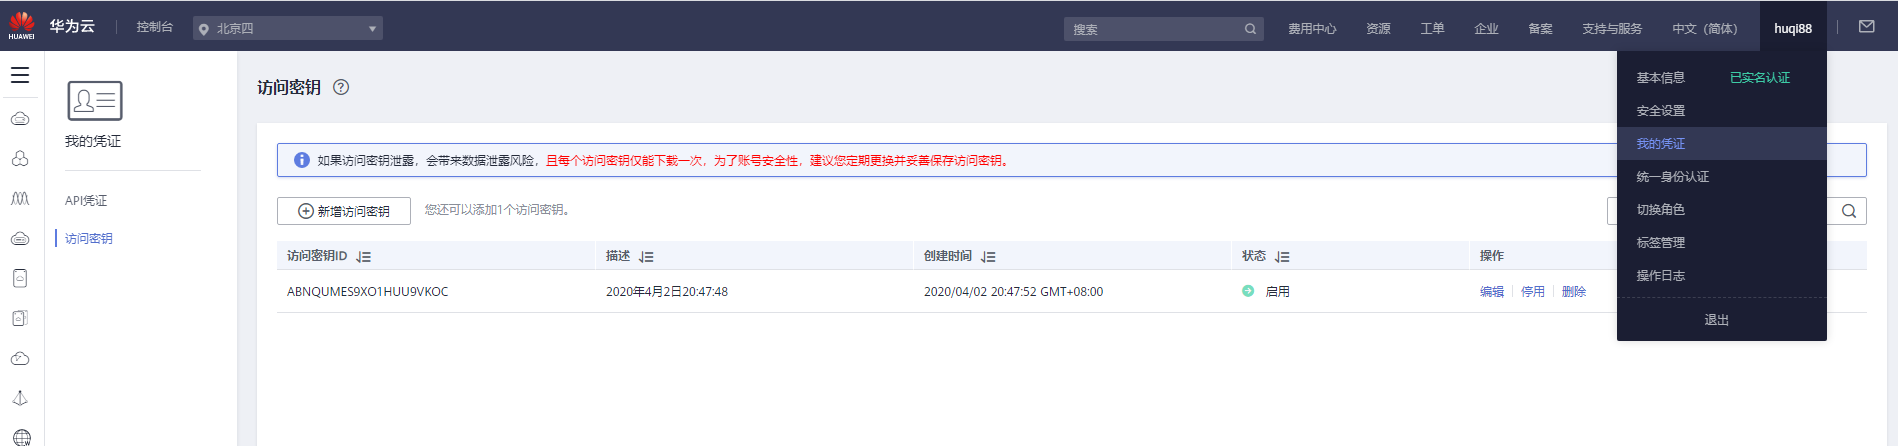 HUAWEI
华为云
控制台
北京四
搜索
费用中心
资源
工单
企业
备案
支持与服务
中文（简体）
huqi88
我的凭证
API凭证
访问密钥
访问密钥
如果访问密钥泄露，会带来数据泄露风险，且每个访问密钥仅能下载一次，为了账号安全性，建议您定期更换并妥善保存访问密钥。
新增访问密钥
您还可以添加1个访问密钥。
访问密钥ID
描述
创建时间
状态
操作
ABNQUMES9XO1HUU9VKOC
2020年4月2日20:47:48
2020/04/02 20:47:52 GMT+08:00
启用
编辑
停用
删除
基本信息
已实名认证
安全设置
我的凭证
统一身份认证
切换角色
标签管理
操作日志
退出